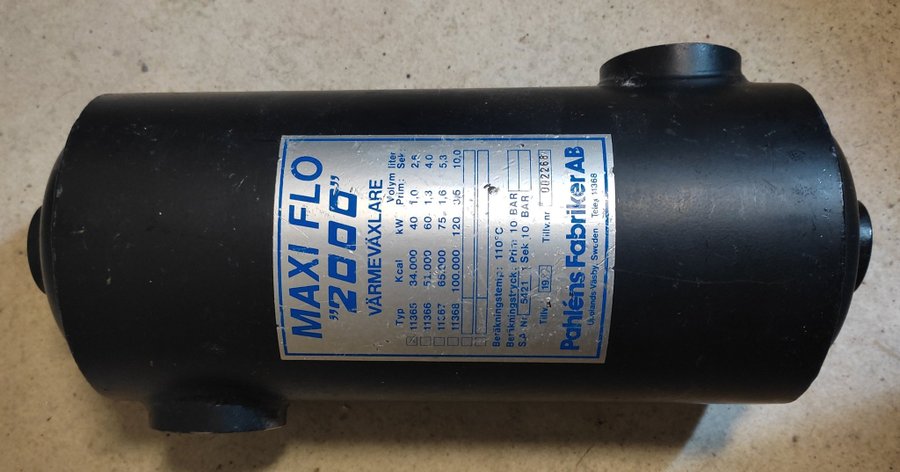 MAXI FLO
"2000"
VÄRMEVÄXLARE
Volym liter
Typ Kcal kW Prim: Sek:
11365 34.000 40 1,0 2,6
11366 51.000 60 1,3 4,0
11367 65.000 75 1,6 5,3
11368 100.000 120 3,5 10,0
Beräkningstemp: 110°C
Beräkningstryck: Prim 10 BAR
S.A. Nr 5421 Sek 10 BAR
Tillv. Tillv.nr
Pahléns Fabriker AB
Upplands Väsby, Sweden Telex 11368